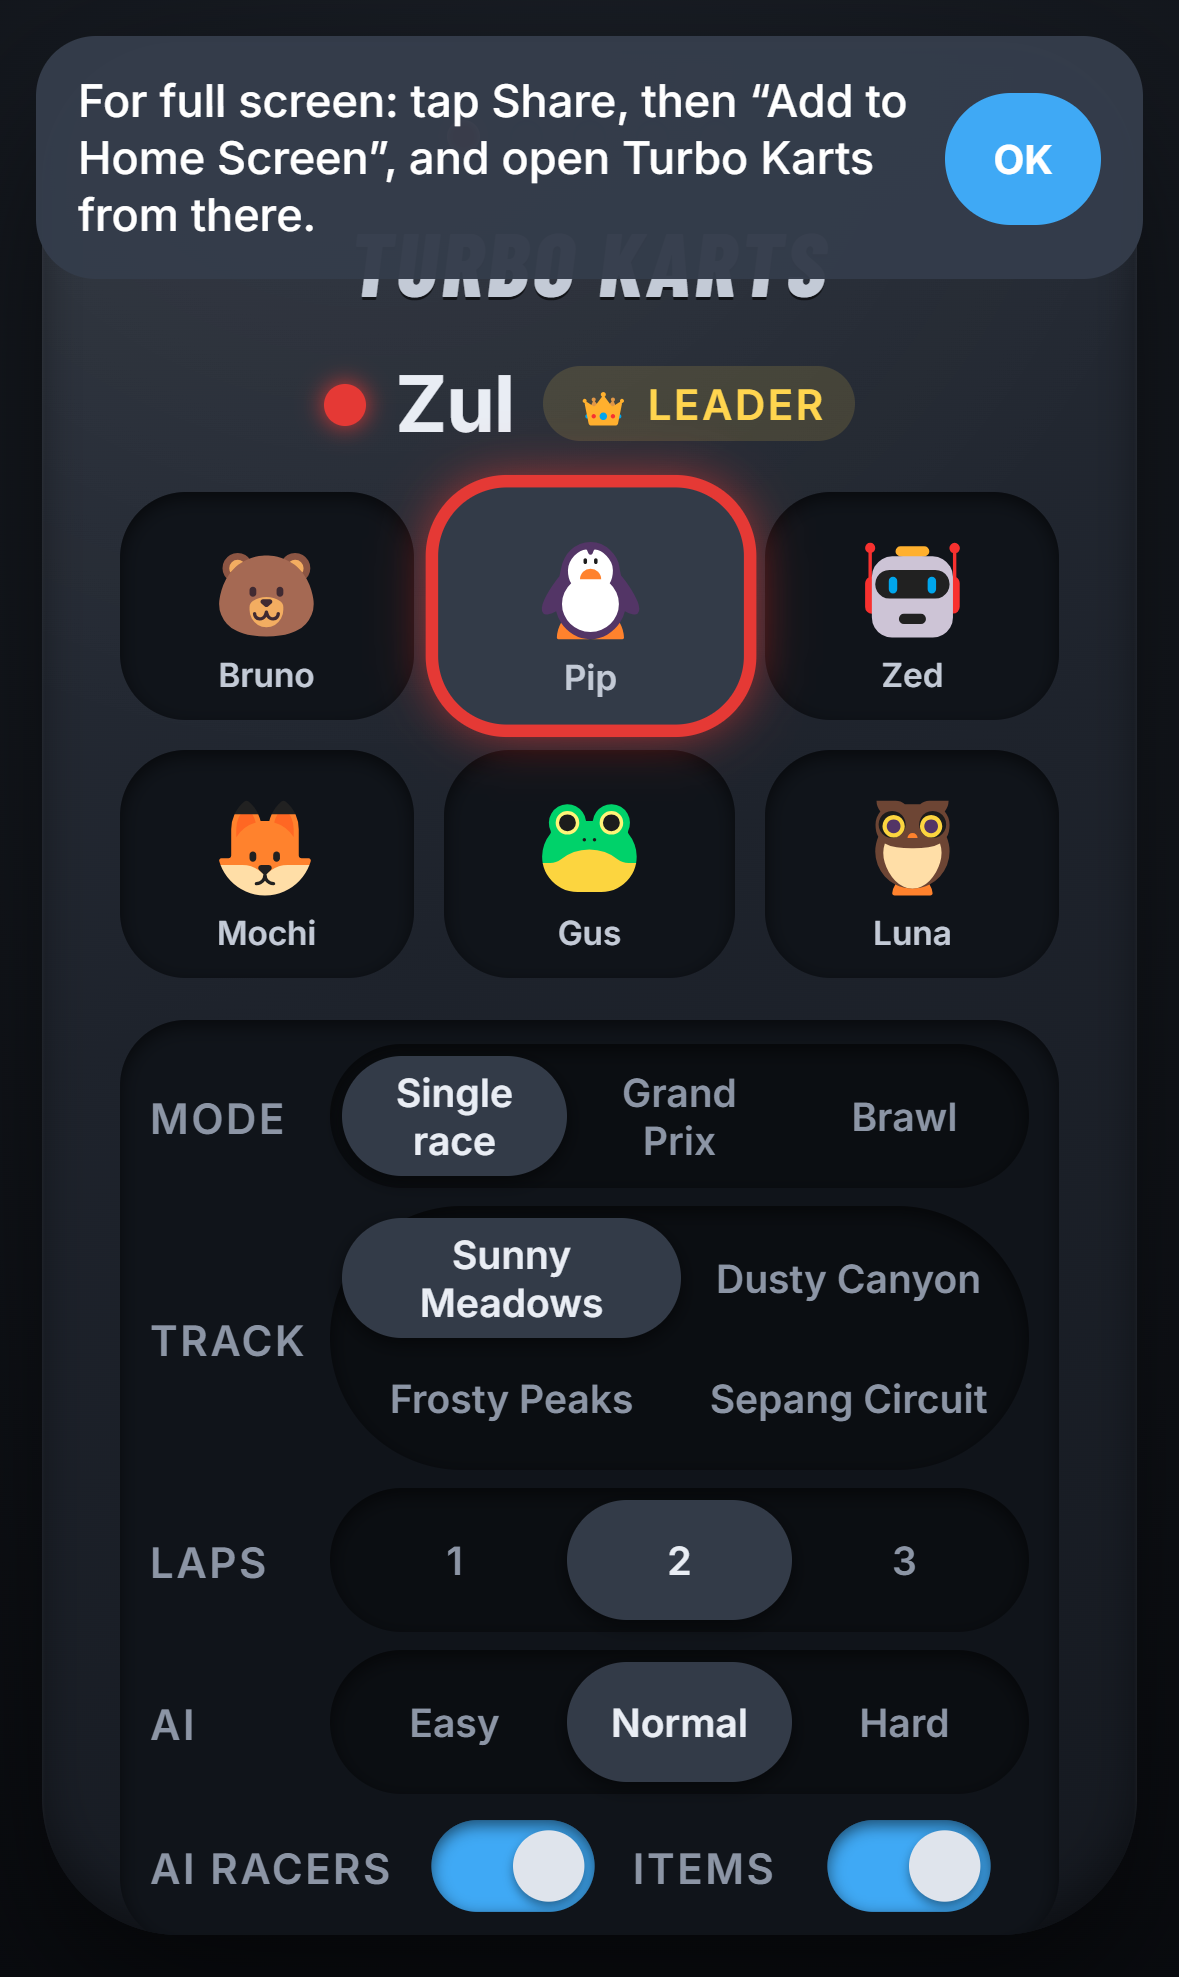 For full screen: tap Share, then “Add to
Home Screen”, and open Turbo Karts
from there.
OK
TURBO KARTS
Zul
LEADER
Bruno
Pip
Zed
Mochi
Gus
Luna
MODE
Single
race
Grand
Prix
Brawl
TRACK
Sunny
Meadows
Dusty Canyon
Frosty Peaks
Sepang Circuit
LAPS
1
2
3
AI
Easy
Normal
Hard
AI RACERS
ITEMS